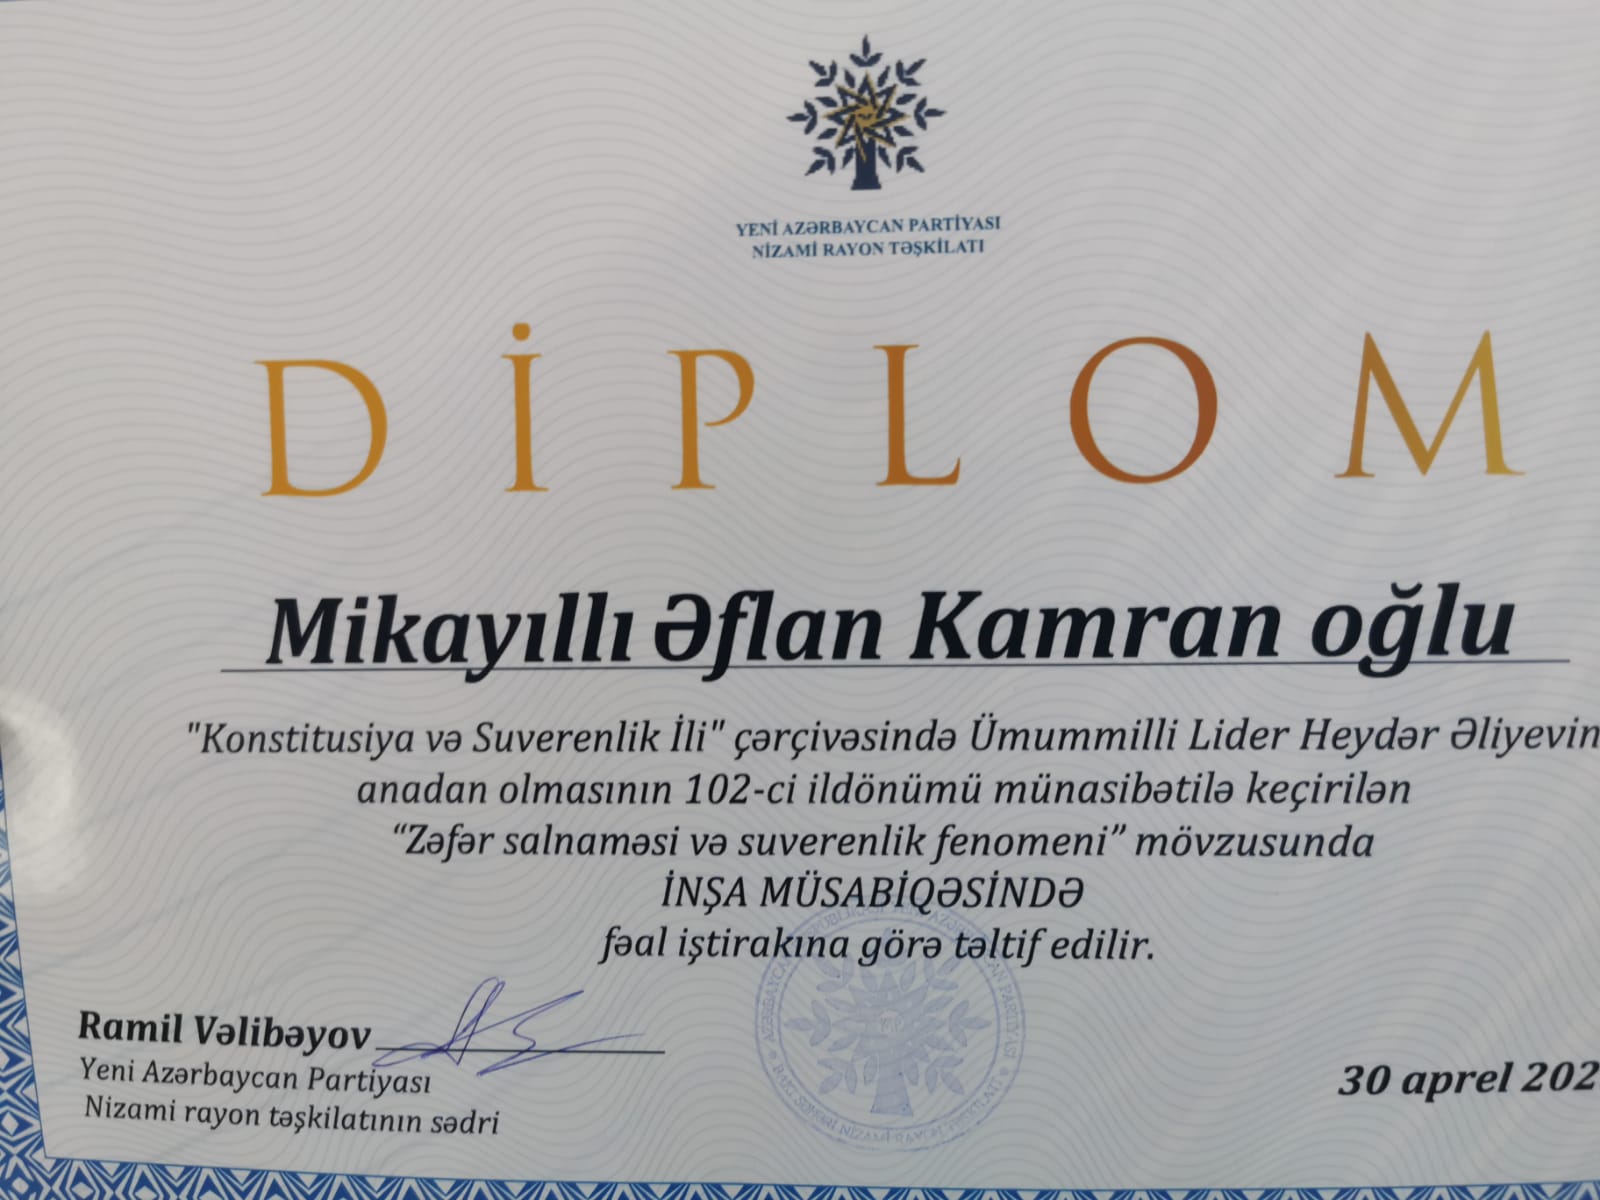 YENİ AZƏRBAYCAN PARTİYASI
NİZAMİ RAYON TƏŞKİLATI
DİPLOM
Mikayıllı Əflan Kamran oğlu
"Konstitusiya və Suverenlik İli" çərçivəsində Ümummilli Lider Heydər Əliyevin
anadan olmasının 102-ci ildönümü münasibətilə keçirilən
“Zəfər salnaməsi və suverenlik fenomeni” mövzusunda
İNŞA MÜSABİQƏSİNDƏ
fəal iştirakına görə təltif edilir.
Ramil Vəlibəyov
Yeni Azərbaycan Partiyası
Nizami rayon təşkilatının sədri
30 aprel 202